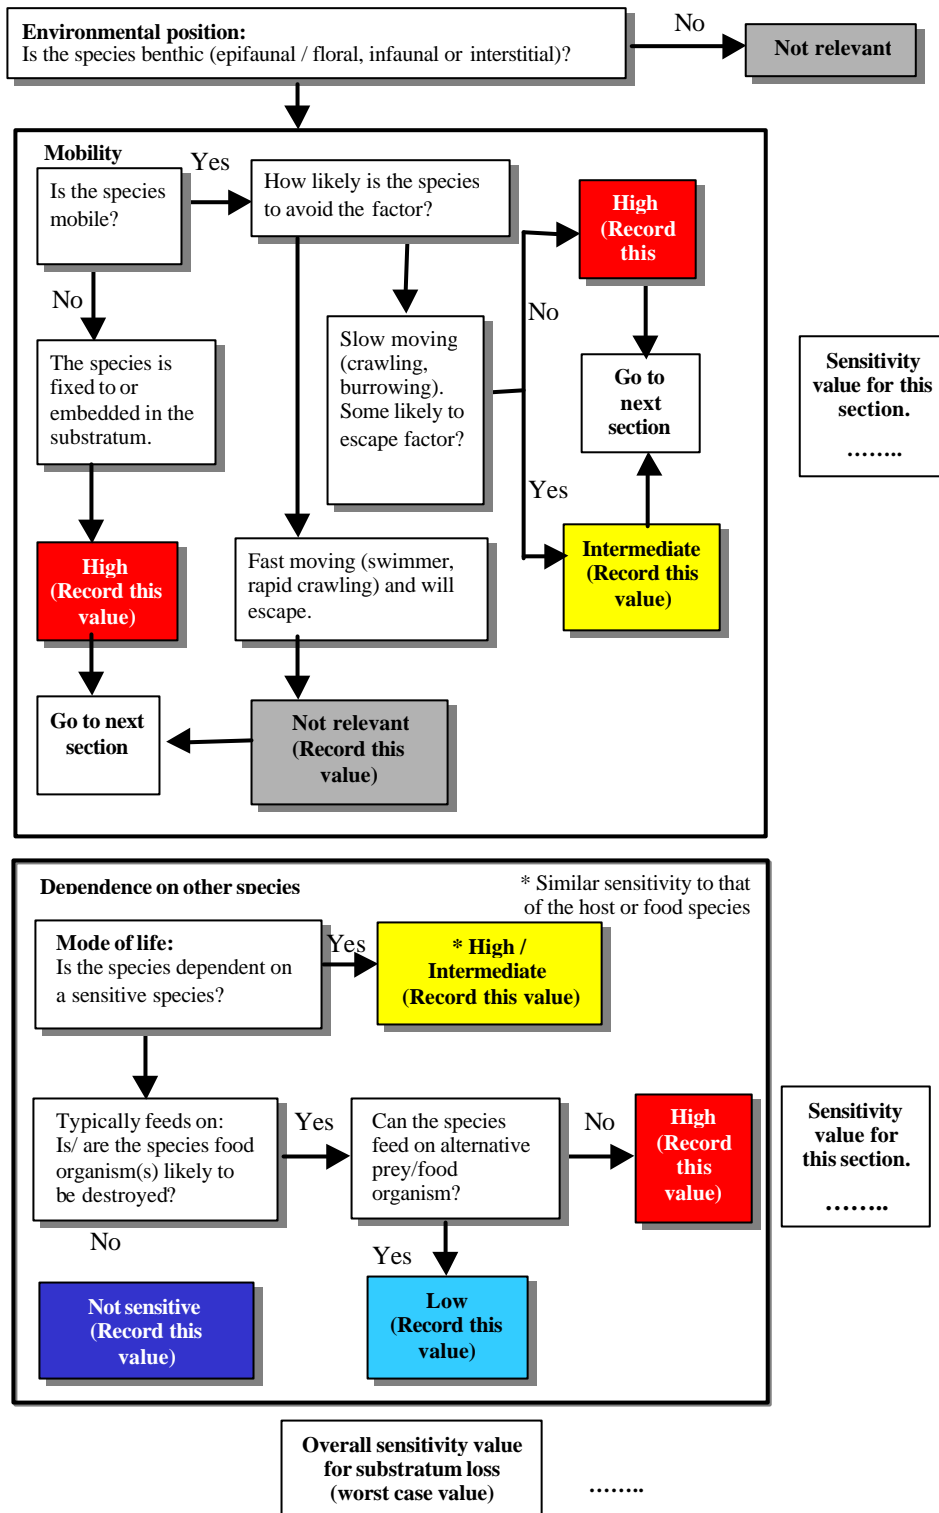 Environmental position:
Is the species benthic (epifaunal / floral, infaunal or interstitial)?
No
Not relevant
Mobility
Yes
Is the species
mobile?
How likely is the species
to avoid the factor?
High
(Record
this
No
No
Slow moving
(crawling,
burrowing).
Some likely to
escape factor?
The species is
fixed to or
embedded in the
substratum.
Go to
next
section
Sensitivity
value for this
section.
……..
Yes
High
(Record this
value)
Fast moving (swimmer,
rapid crawling) and will
escape.
Intermediate
(Record this
value)
Go to next
section
Not relevant
(Record this
value)
Dependence on other species
* Similar sensitivity to that
of the host or food species
Mode of life:
Is the species dependent on
a sensitive species?
Yes
* High /
Intermediate
(Record this value)
Typically feeds on:
Is/ are the species food
organism(s) likely to
be destroyed?
Yes
Can the species
feed on alternative
prey/food
organism?
No
High
(Record
this
value)
Sensitivity
value for
this section.
……..
No
Yes
Not sensitive
(Record this
value)
Low
(Record this
value)
Overall sensitivity value
for substratum loss
(worst case value)
……..